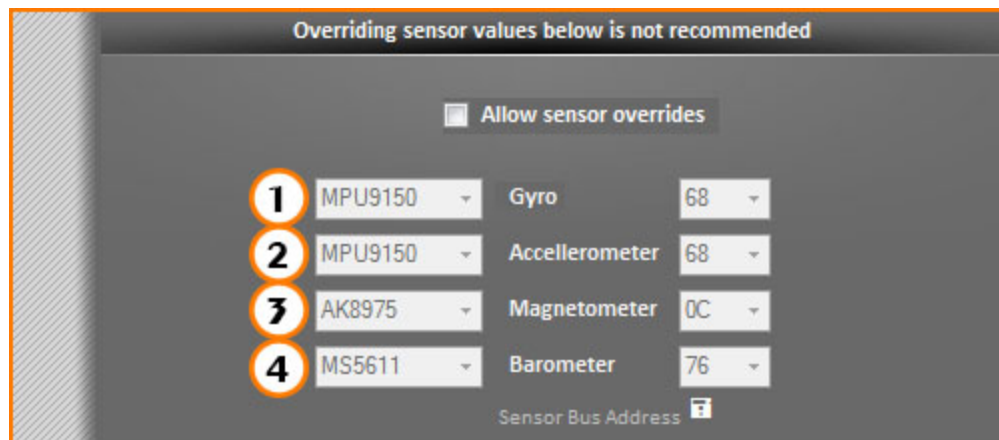 Overriding sensor values below is not recommended
Allow sensor overrides
1 MPU9150 Gyro 68
2 MPU9150 Accellerometer 68
3 AK8975 Magnetometer 0C
4 MS5611 Barometer 76
Sensor Bus Address